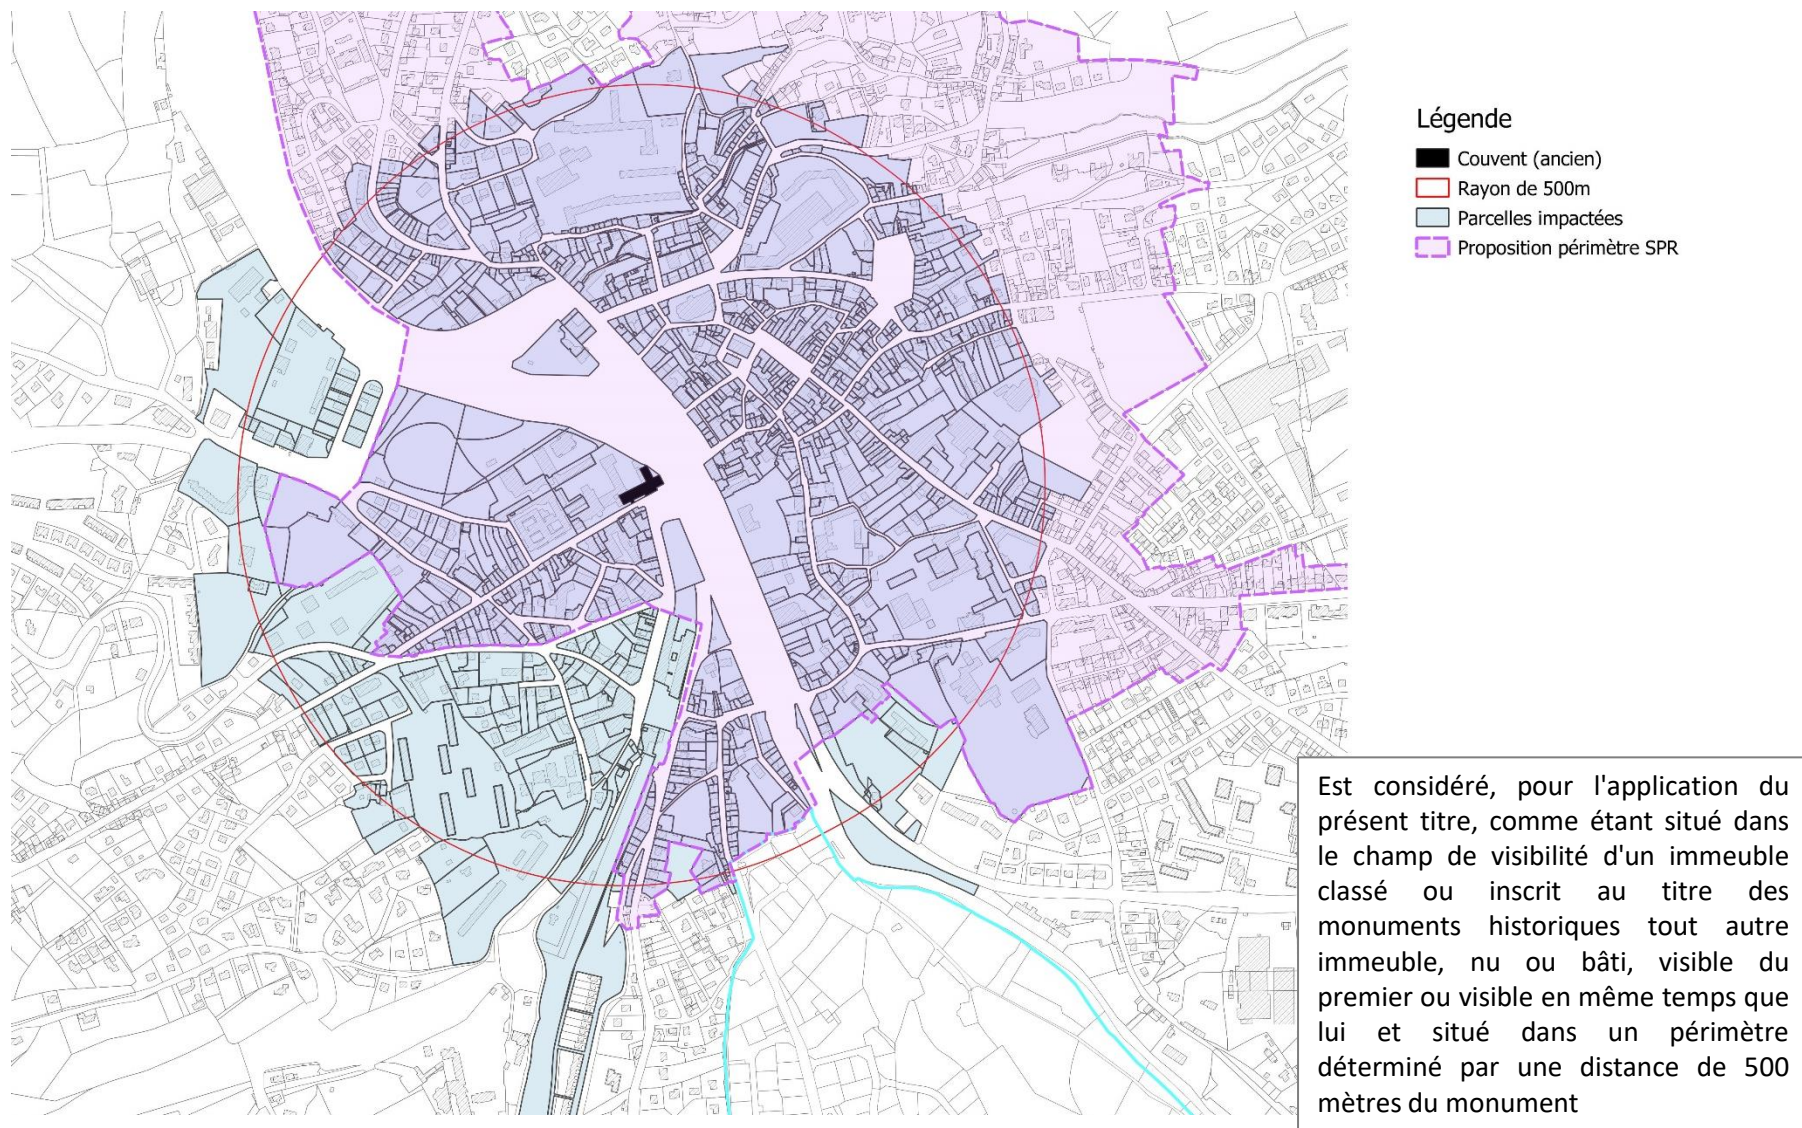 Légende
Couvent (ancien)
Rayon de 500m
Parcelles impactées
Proposition périmètre SPR
Est considéré, pour l'application du
présent titre, comme étant situé dans
le champ de visibilité d'un immeuble
classé ou inscrit au titre des
monuments historiques tout autre
immeuble, nu ou bâti, visible du
premier ou visible en même temps que
lui et situé dans un périmètre
déterminé par une distance de 500
mètres du monument